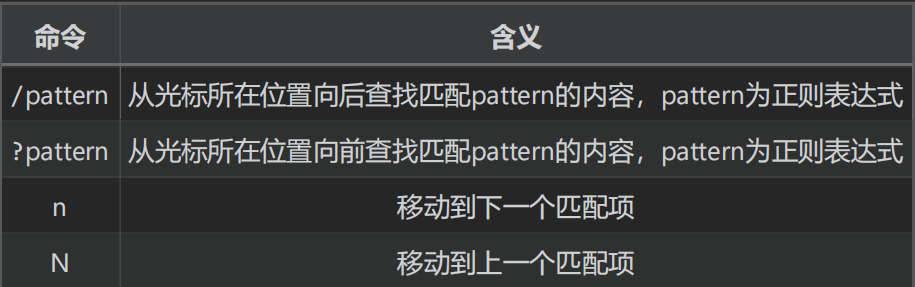 命令 含义
/pattern 从光标所在位置向后查找匹配pattern的内容，pattern为正则表达式
?pattern 从光标所在位置向前查找匹配pattern的内容，pattern为正则表达式
n 移动到下一个匹配项
N 移动到上一个匹配项